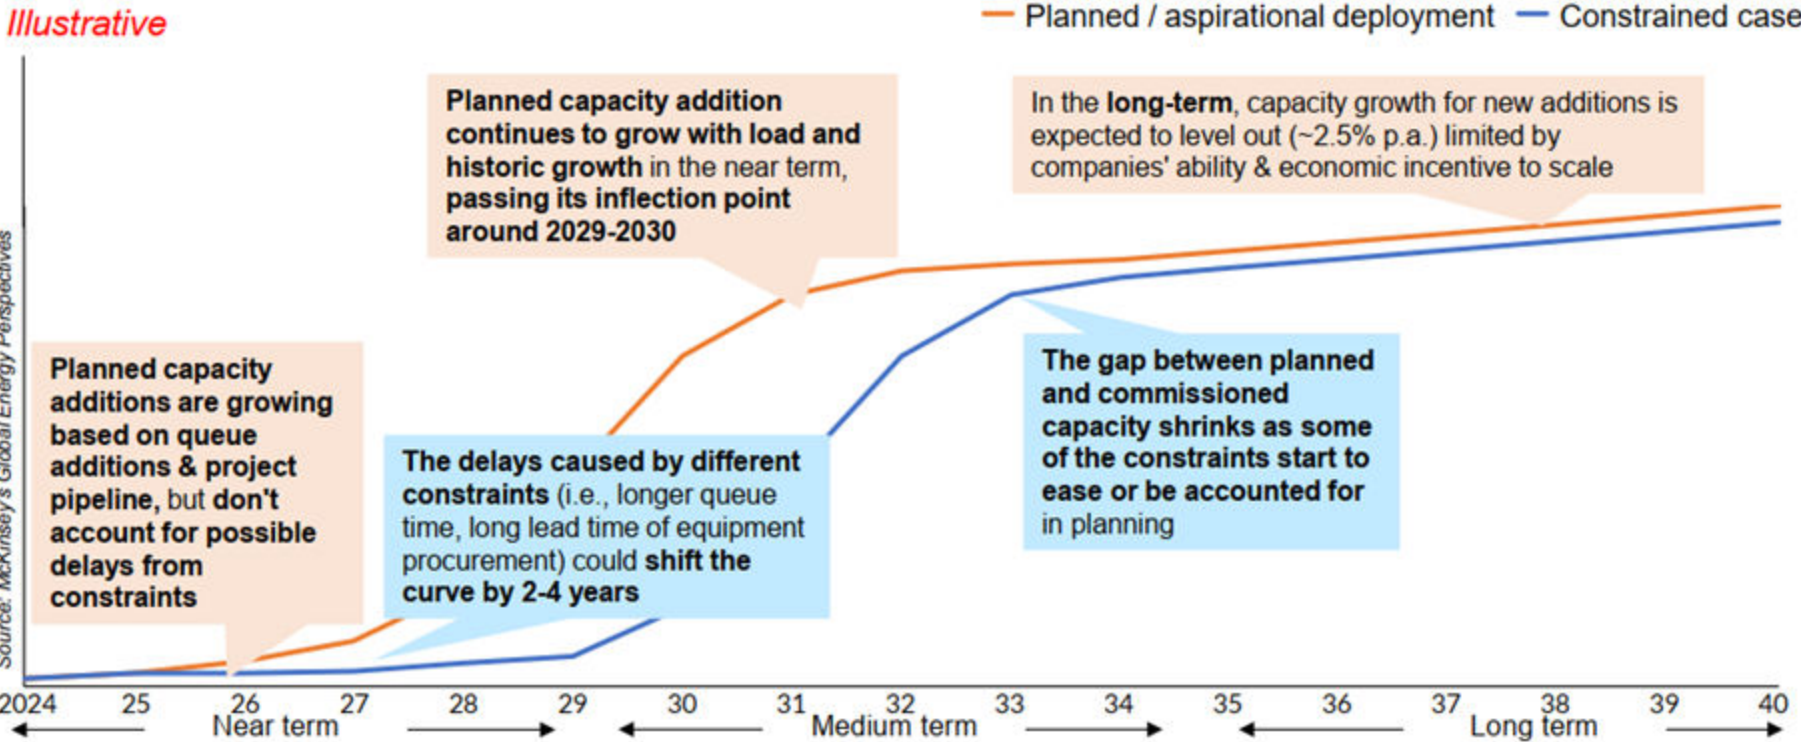 Illustrative
Planned / aspirational deployment
Constrained case
Planned capacity addition
continues to grow with load and
historic growth in the near term,
passing its inflection point
around 2029-2030
In the long-term, capacity growth for new additions is
expected to level out (~2.5% p.a.) limited by
companies' ability & economic incentive to scale
Planned capacity
additions are growing
based on queue
additions & project
pipeline, but don't
account for possible
delays from
constraints
The delays caused by different
constraints (i.e., longer queue
time, long lead time of equipment
procurement) could shift the
curve by 2-4 years
The gap between planned
and commissioned
capacity shrinks as some
of the constraints start to
ease or be accounted for
in planning
Source: McKinsey's Global Energy Perspectives
2024 25 26 27 28 29 30 31 32 33 34 35 36 37 38 39 40
Near term Medium term Long term